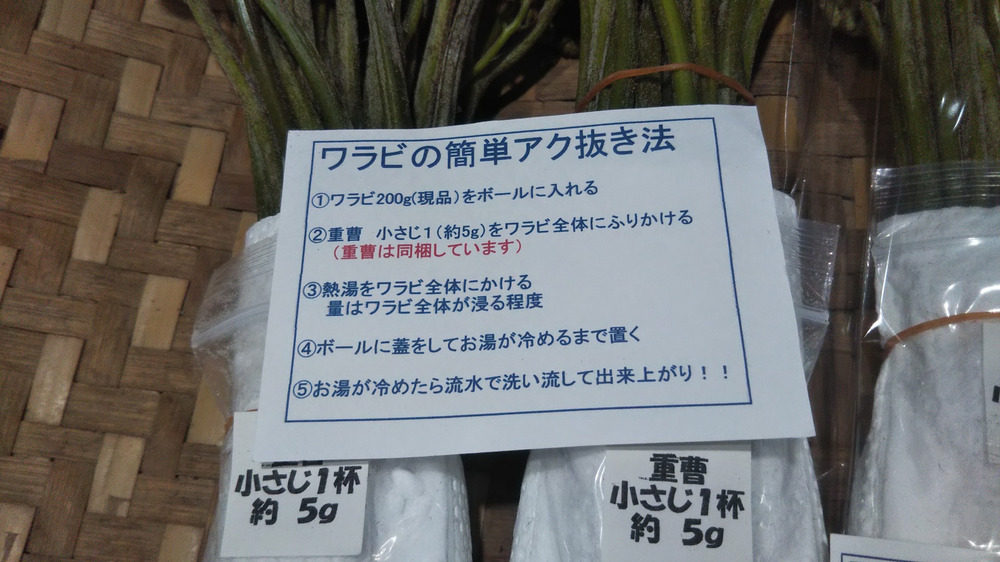 ワラビの簡単アク抜き法
①ワラビ200g(現品)をボールに入れる
②重曹　小さじ1(約5g)をワラビ全体にふりかける
(重曹は同梱しています)
③熱湯をワラビ全体にかける
量はワラビ全体が浸る程度
④ボールに蓋をしてお湯が冷めるまで置く
⑤お湯が冷めたら流水で洗い流して出来上がり！！
小さじ1杯
約 5g
重曹
小さじ1杯
約 5g